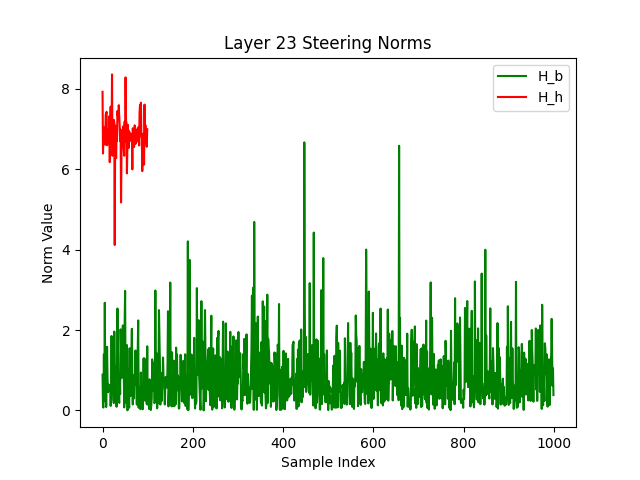 Layer 23 Steering Norms
H_b
H_h
Norm Value
8
6
4
2
0
0 200 400 600 800 1000
Sample Index